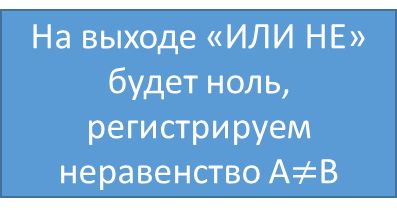 На выходе «ИЛИ НЕ»
будет ноль,
регистрируем
неравенство А≠В